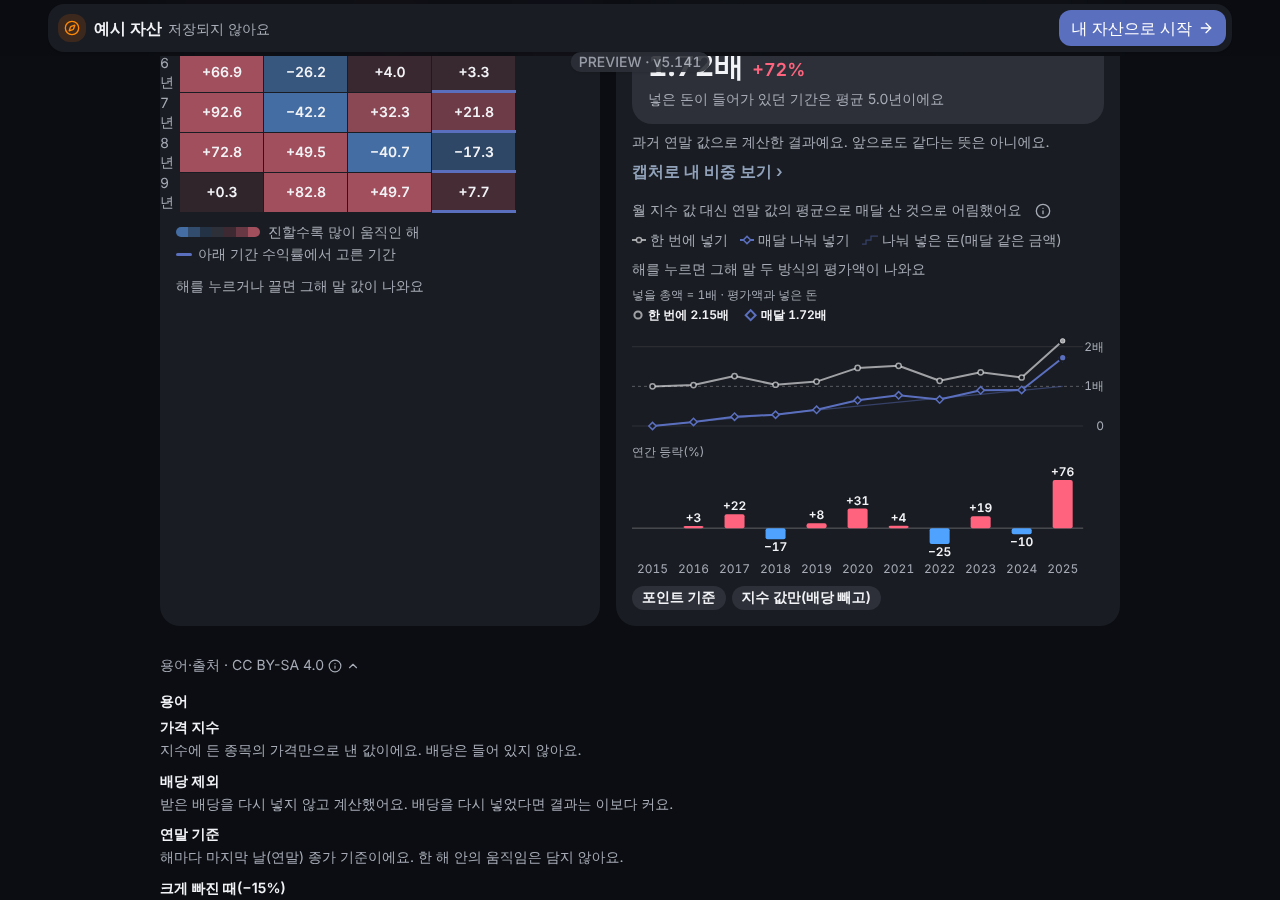 예시 자산 저장되지 않아요
내 자산으로 시작 →
PREVIEW · v5.141
6년 +66.9 −26.2 +4.0 +3.3
7년 +92.6 −42.2 +32.3 +21.8
8년 +72.8 +49.5 −40.7 −17.3
9년 +0.3 +82.8 +49.7 +7.7
진할수록 많이 움직인 해
아래 기간 수익률에서 고른 기간
해를 누르거나 끌면 그해 말 값이 나와요
1.72배 +72%
넣은 돈이 들어가 있던 기간은 평균 5.0년이에요
과거 연말 값으로 계산한 결과예요. 앞으로도 같다는 뜻은 아니에요.
캡처로 내 비중 보기 ›
월 지수 값 대신 연말 값의 평균으로 매달 산 것으로 어림했어요
한 번에 넣기 매달 나눠 넣기 나눠 넣은 돈(매달 같은 금액)
해를 누르면 그해 말 두 방식의 평가액이 나와요
넣을 총액 = 1배 · 평가액과 넣은 돈
한 번에 2.15배 매달 1.72배
2배
1배
0
연간 등락(%)
+3 +22 −17 +8 +31 +4 −25 +19 −10 +76
2015 2016 2017 2018 2019 2020 2021 2022 2023 2024 2025
포인트 기준 지수 값만(배당 빼고)
용어·출처 · CC BY-SA 4.0
용어
가격 지수
지수에 든 종목의 가격만으로 낸 값이에요. 배당은 들어 있지 않아요.
배당 제외
받은 배당을 다시 넣지 않고 계산했어요. 배당을 다시 넣었다면 결과는 이보다 커요.
연말 기준
해마다 마지막 날(연말) 종가 기준이에요. 한 해 안의 움직임은 담지 않아요.
크게 빠진 때(−15%)